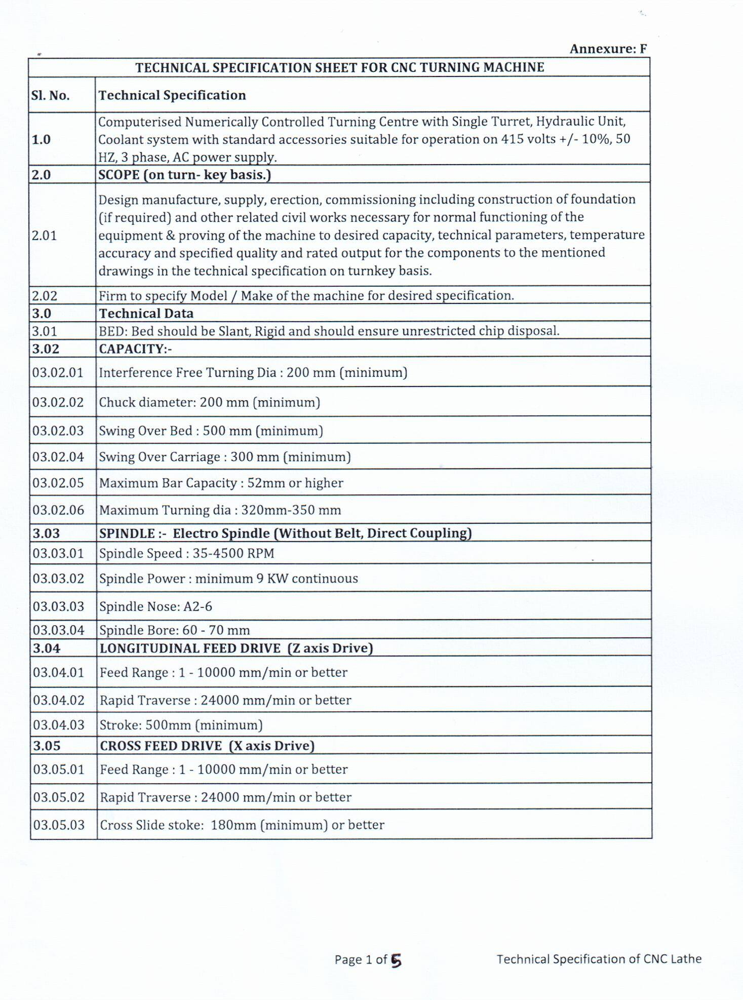 Annexure: F
TECHNICAL SPECIFICATION SHEET FOR CNC TURNING MACHINE
Sl. No. Technical Specification
1.0 Computerised Numerically Controlled Turning Centre with Single Turret, Hydraulic Unit,
Coolant system with standard accessories suitable for operation on 415 volts +/- 10%, 50
HZ, 3 phase, AC power supply.
2.0 SCOPE (on turn- key basis.)
2.01 Design manufacture, supply, erection, commissioning including construction of foundation
(if required) and other related civil works necessary for normal functioning of the
equipment & proving of the machine to desired capacity, technical parameters, temperature
accuracy and specified quality and rated output for the components to the mentioned
drawings in the technical specification on turnkey basis.
2.02 Firm to specify Model / Make of the machine for desired specification.
3.0 Technical Data
3.01 BED: Bed should be Slant, Rigid and should ensure unrestricted chip disposal.
3.02 CAPACITY:-
03.02.01 Interference Free Turning Dia : 200 mm (minimum)
03.02.02 Chuck diameter: 200 mm (minimum)
03.02.03 Swing Over Bed : 500 mm (minimum)
03.02.04 Swing Over Carriage : 300 mm (minimum)
03.02.05 Maximum Bar Capacity : 52mm or higher
03.02.06 Maximum Turning dia : 320mm-350 mm
3.03 SPINDLE :- Electro Spindle (Without Belt, Direct Coupling)
03.03.01 Spindle Speed : 35-4500 RPM
03.03.02 Spindle Power : minimum 9 KW continuous
03.03.03 Spindle Nose: A2-6
03.03.04 Spindle Bore: 60 - 70 mm
3.04 LONGITUDINAL FEED DRIVE (Z axis Drive)
03.04.01 Feed Range : 1 - 10000 mm/min or better
03.04.02 Rapid Traverse : 24000 mm/min or better
03.04.03 Stroke: 500mm (minimum)
3.05 CROSS FEED DRIVE (X axis Drive)
03.05.01 Feed Range : 1 - 10000 mm/min or better
03.05.02 Rapid Traverse : 24000 mm/min or better
03.05.03 Cross Slide stoke: 180mm (minimum) or better
Page 1 of 5 Technical Specification of CNC Lathe